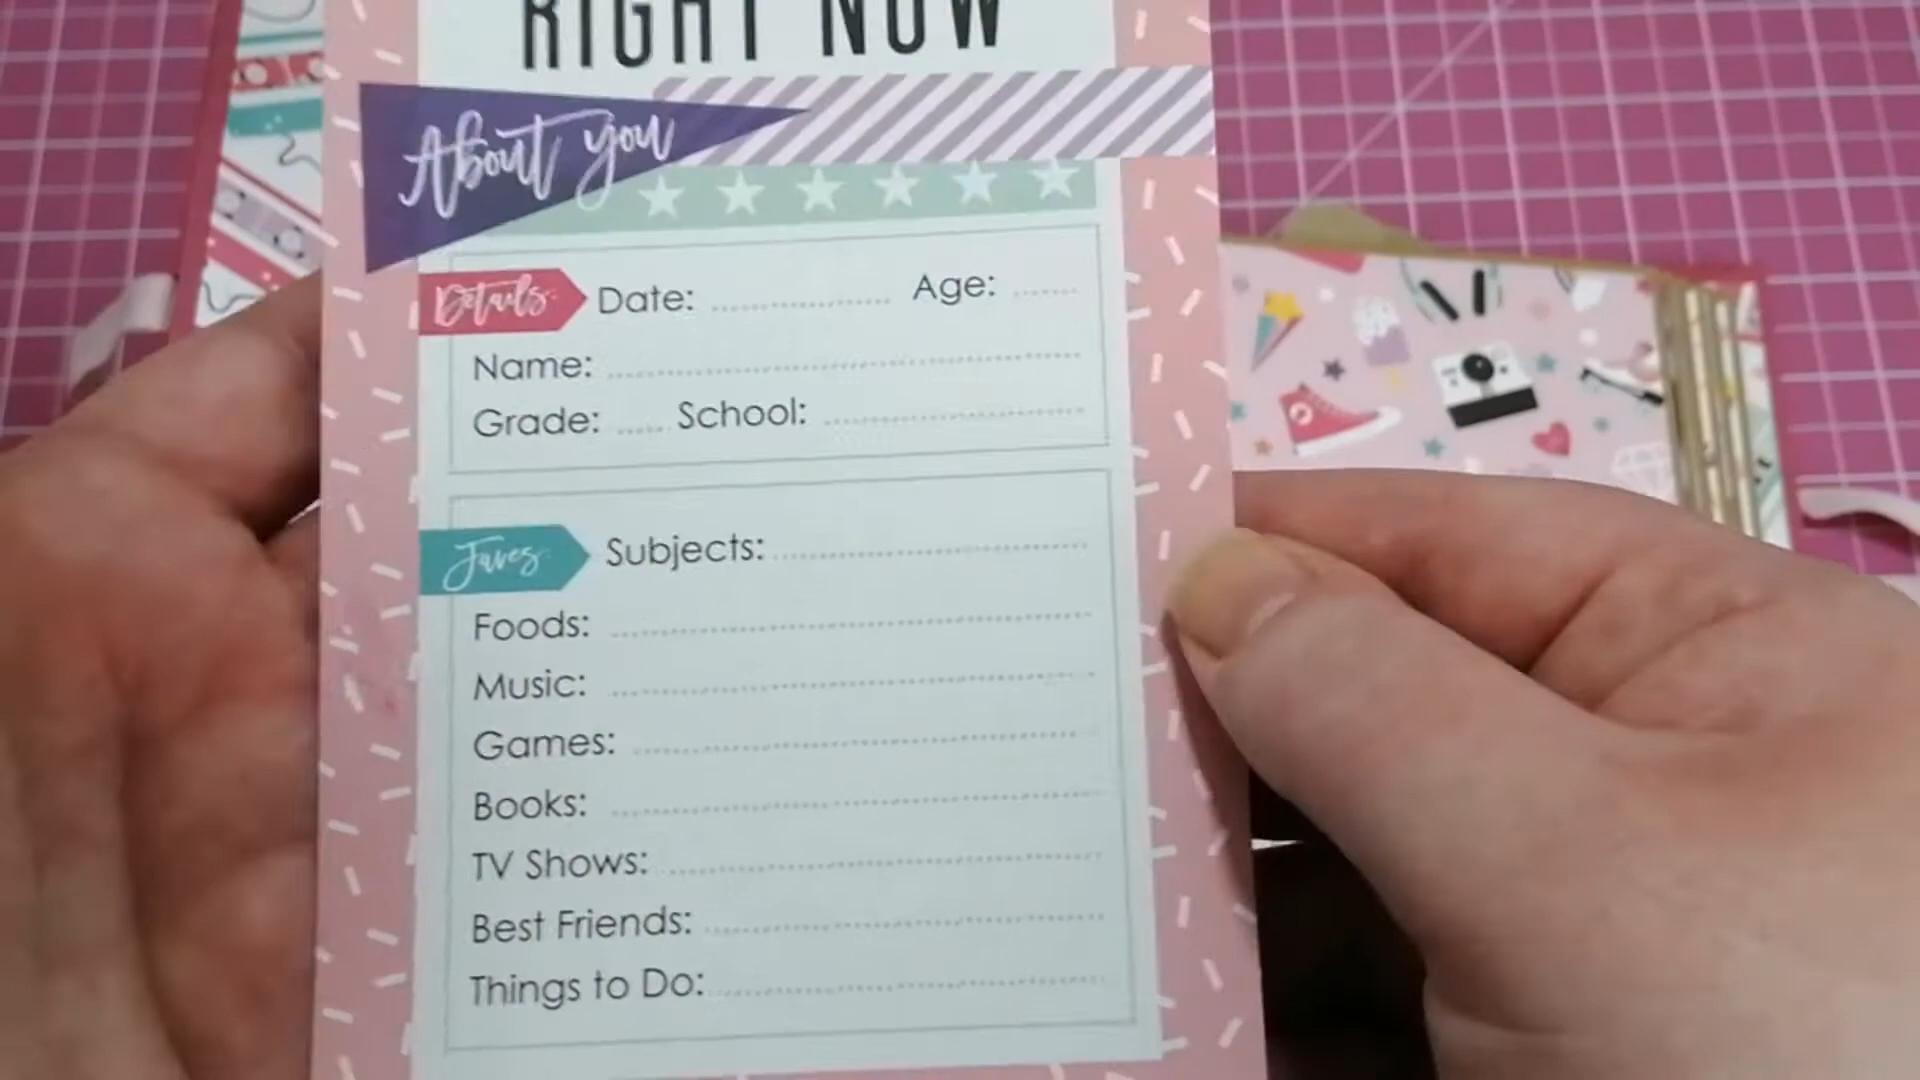 RIGHT NOW
About you
Details Date: Age:
Name:
Grade: School:
Faves Subjects:
Foods:
Music:
Games:
Books:
TV Shows:
Best Friends:
Things to Do: